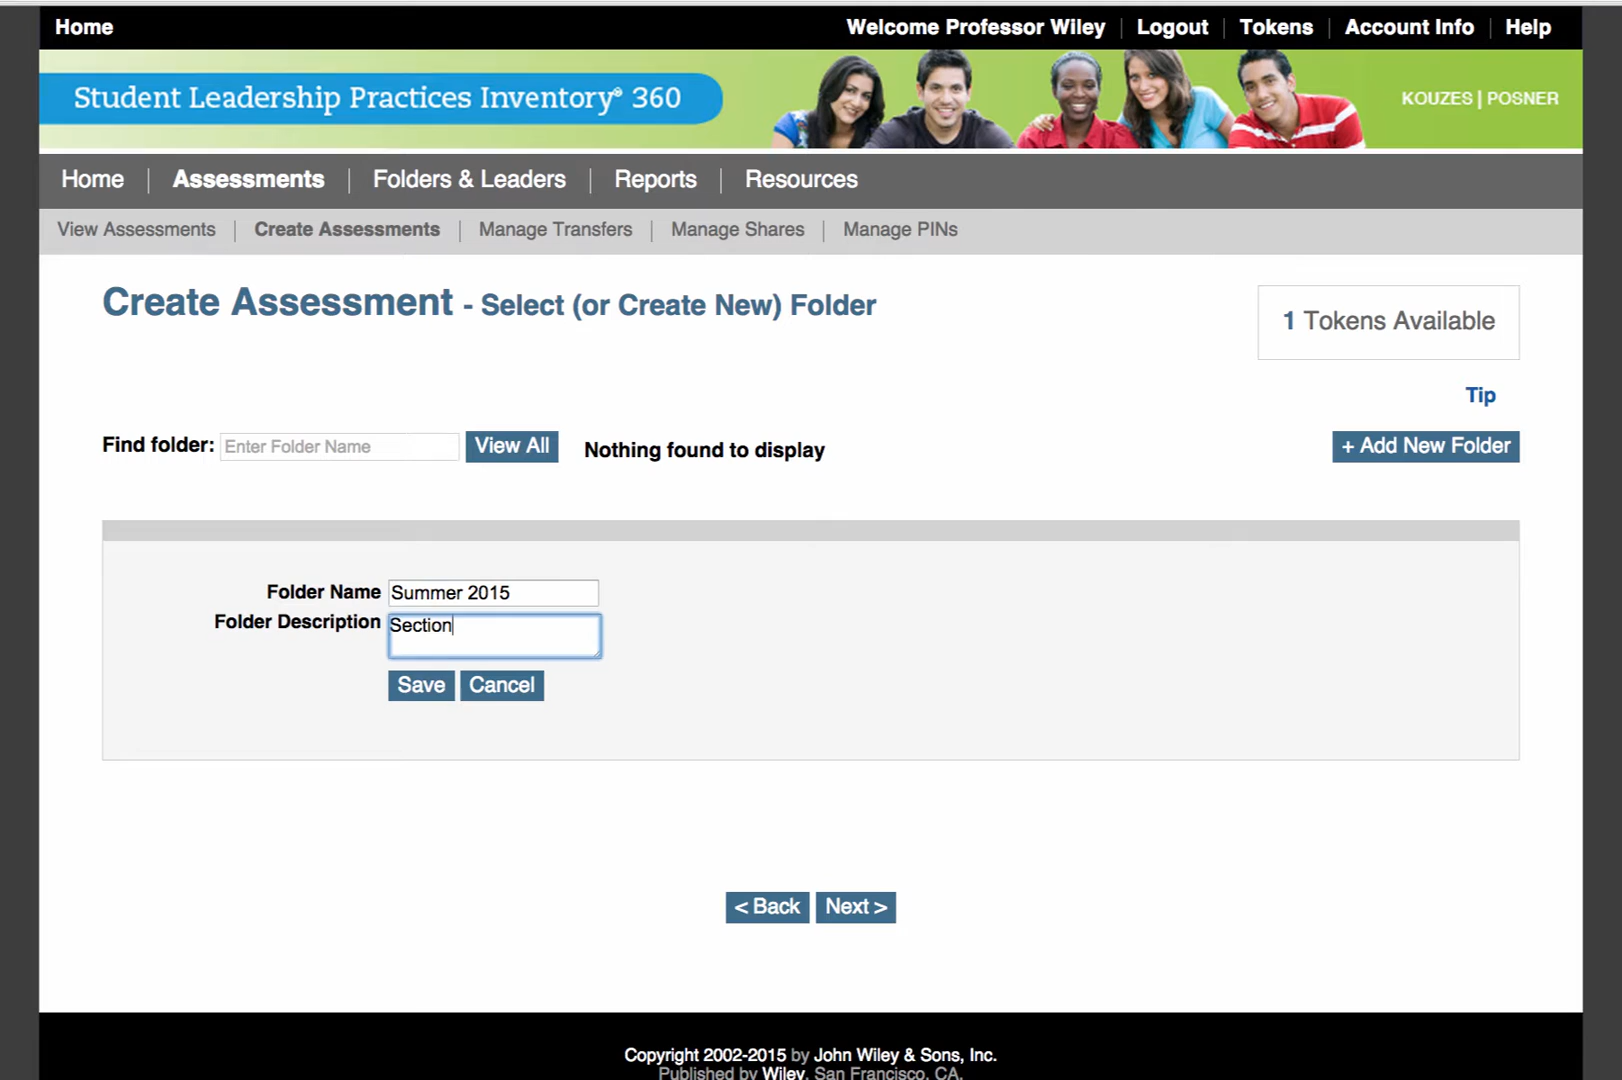 Home Welcome Professor Wiley | Logout | Tokens | Account Info | Help
Student Leadership Practices Inventory® 360
KOUZES | POSNER
Home | Assessments | Folders & Leaders | Reports | Resources
View Assessments | Create Assessments | Manage Transfers | Manage Shares | Manage PINs
Create Assessment - Select (or Create New) Folder
1 Tokens Available
Tip
Find folder: Enter Folder Name View All Nothing found to display + Add New Folder
Folder Name Summer 2015
Folder Description Section
Save Cancel
< Back Next >
Copyright 2002-2015 by John Wiley & Sons, Inc.
Published by Wiley, San Francisco, CA.